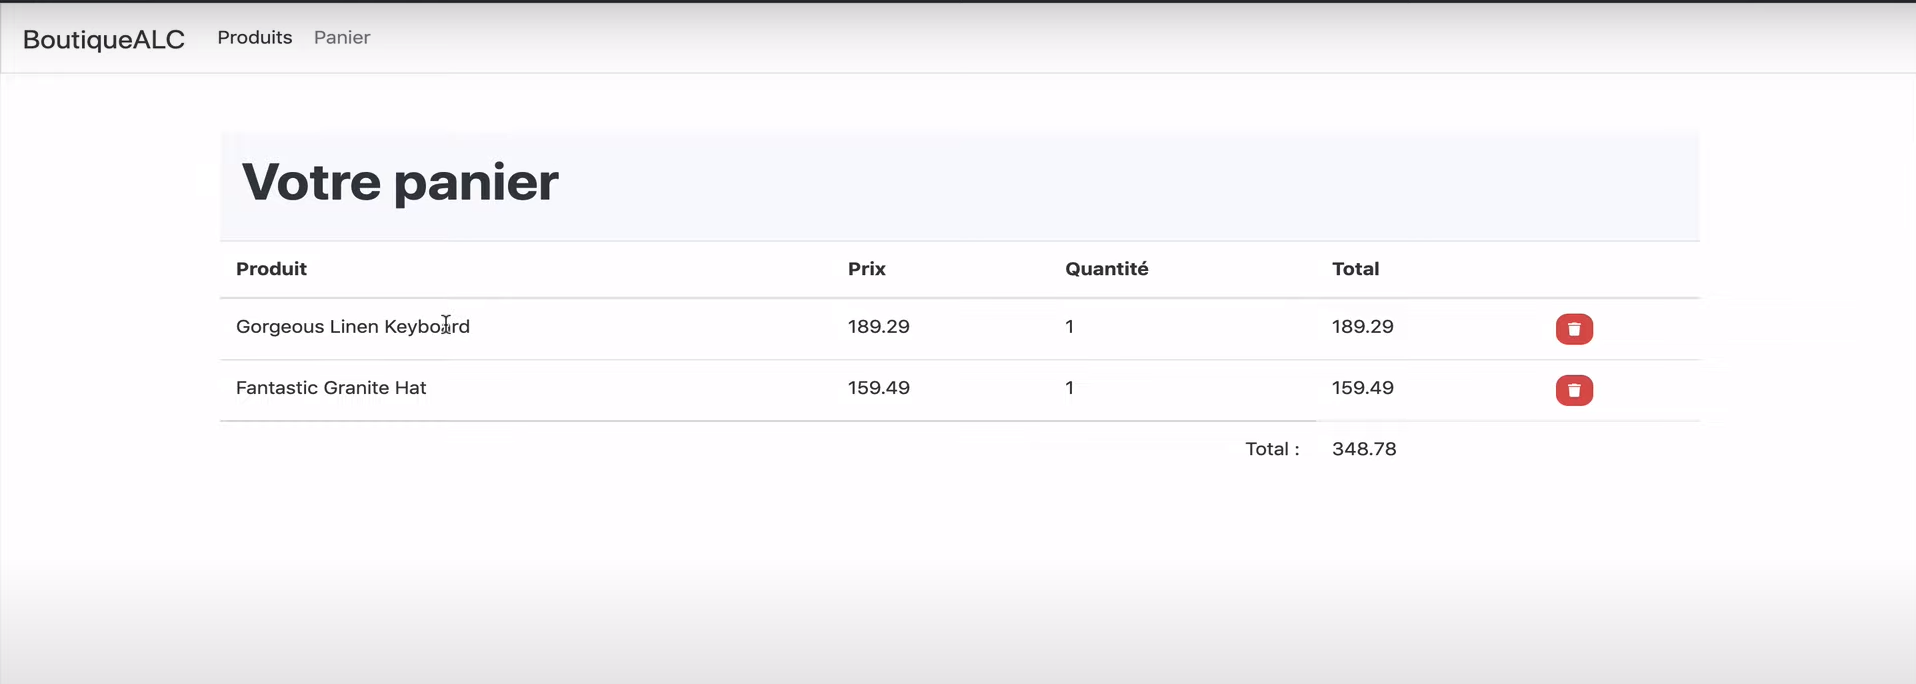 BoutiqueALC Produits Panier
Votre panier
Produit Prix Quantité Total
Gorgeous Linen Keyboard 189.29 1 189.29
Fantastic Granite Hat 159.49 1 159.49
Total : 348.78